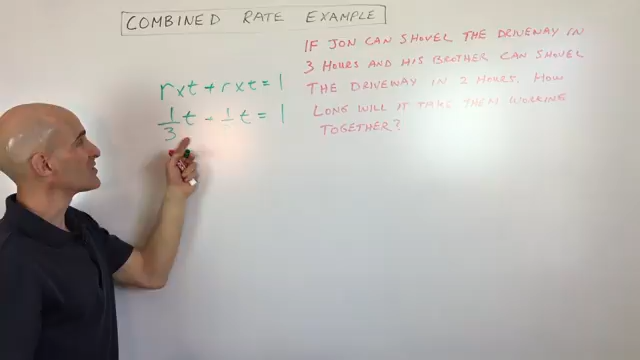 COMBINED RATE EXAMPLE
IF JON CAN SHOVEL THE DRIVEWAY IN
3 HOURS AND HIS BROTHER CAN SHOVEL
THE DRIVEWAY IN 2 HOURS, HOW
LONG WILL IT TAKE THEM WORKING
TOGETHER?
r x t + r x t = 1
1/3 t - 1 t = 1